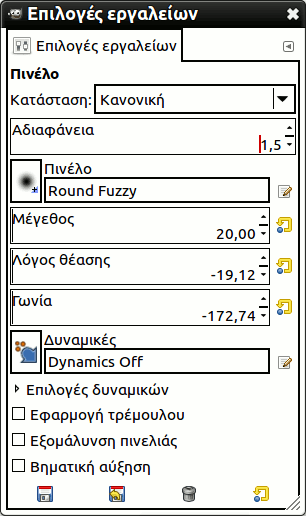 Επιλογές εργαλείων
Επιλογές εργαλείων
Πινέλο
Κατάσταση: Κανονική
Αδιαφάνεια
1,5
Πινέλο
Round Fuzzy
Μέγεθος
20,00
Λόγος θέασης
-19,12
Γωνία
-172,74
Δυναμικές
Dynamics Off
Επιλογές δυναμικών
Εφαρμογή τρέμουλου
Εξομάλυνση πινελιάς
Βηματική αύξηση